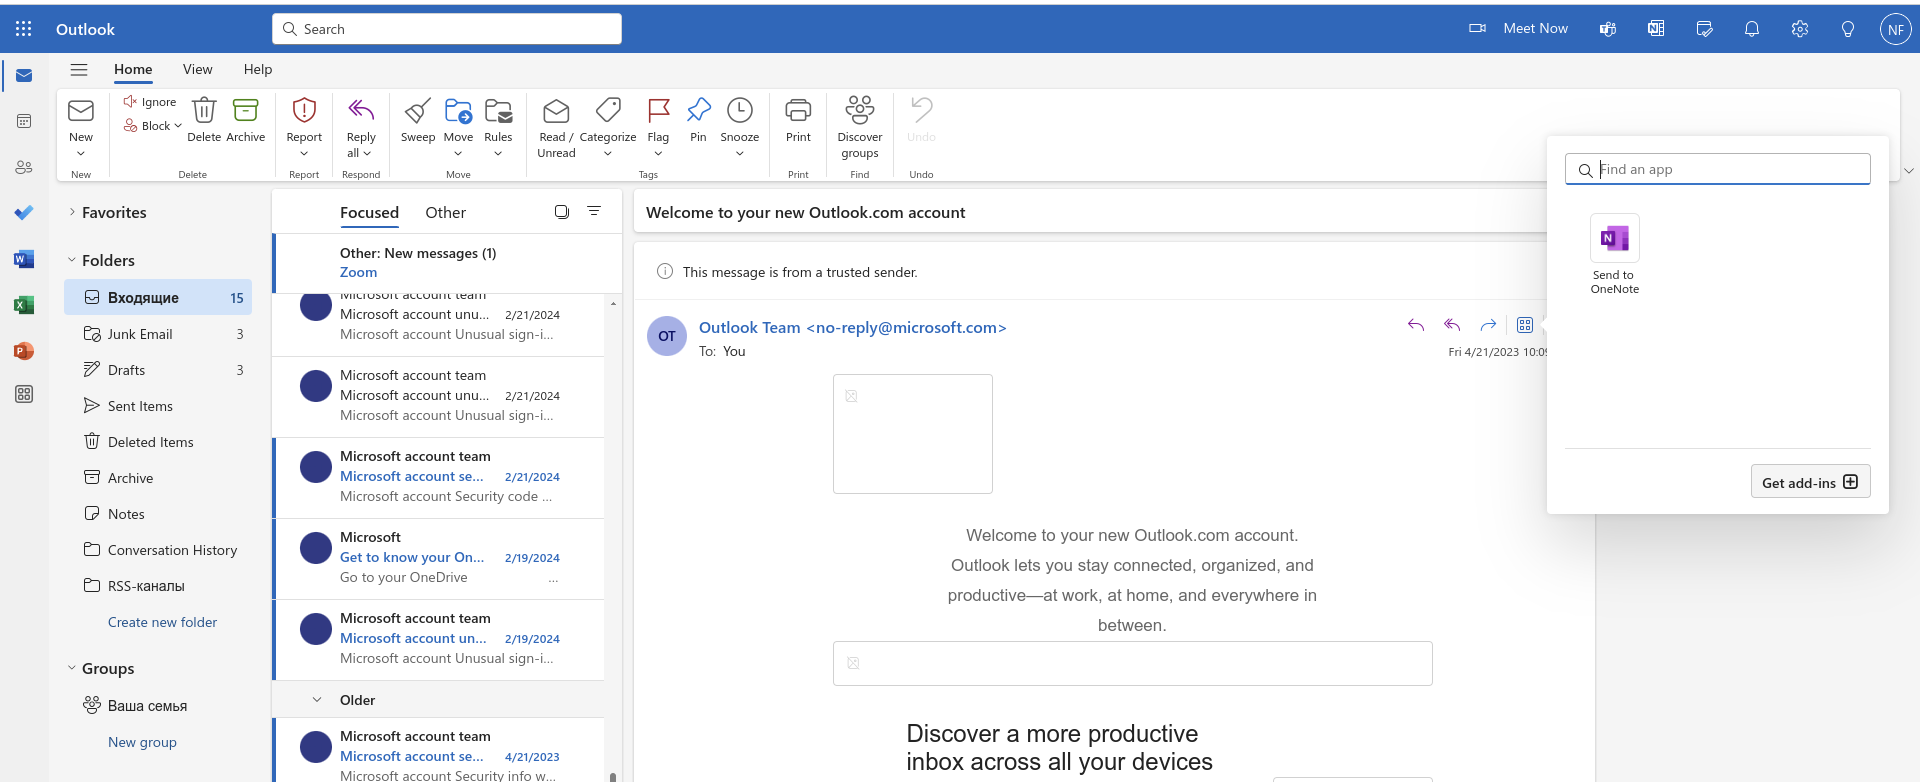 Outlook
Search
Meet Now
NF
Home
View
Help
New
Ignore
Block
Delete
Archive
Report
Reply all
Sweep
Move
Rules
Read / Unread
Categorize
Flag
Pin
Snooze
Print
Discover groups
Undo
New
Delete
Report
Respond
Move
Tags
Print
Find
Undo
Favorites
Folders
Входящие 15
Junk Email 3
Drafts 3
Sent Items
Deleted Items
Archive
Notes
Conversation History
RSS-каналы
Create new folder
Groups
Ваша семья
New group
Focused
Other
Other: New messages (1)
Zoom
Microsoft account team
Microsoft account unu... 2/21/2024
Microsoft account Unusual sign-i...
Microsoft account team
Microsoft account unu... 2/21/2024
Microsoft account Unusual sign-i...
Microsoft account team
Microsoft account se... 2/21/2024
Microsoft account Security code ...
Microsoft
Get to know your On... 2/19/2024
Go to your OneDrive ...
Microsoft account team
Microsoft account un... 2/19/2024
Microsoft account Unusual sign-i...
Older
Microsoft account team
Microsoft account se... 4/21/2023
Microsoft account Security info w...
Welcome to your new Outlook.com account
This message is from a trusted sender.
OT
Outlook Team <no-reply@microsoft.com>
To: You
Fri 4/21/2023 10:09
Welcome to your new Outlook.com account.
Outlook lets you stay connected, organized, and
productive—at work, at home, and everywhere in
between.
Discover a more productive
inbox across all your devices
Find an app
Send to
OneNote
Get add-ins